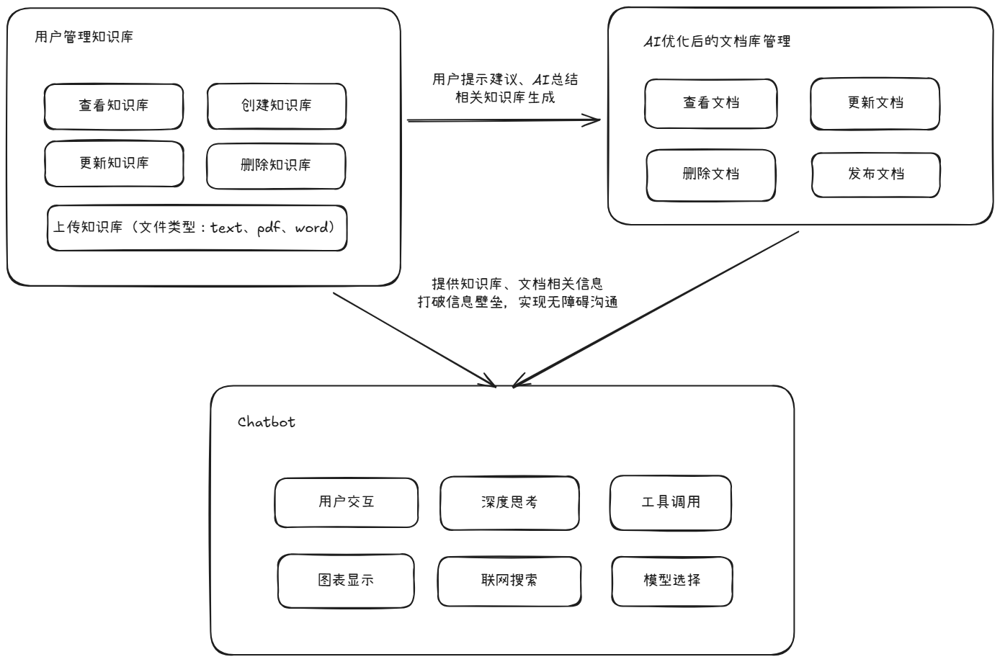 用户管理知识库
查看知识库
创建知识库
更新知识库
删除知识库
上传知识库（文件类型：text、pdf、word）
用户提示建议、AI总结
相关知识库生成
AI优化后的文档库管理
查看文档
更新文档
删除文档
发布文档
提供知识库、文档相关信息
打破信息壁垒，实现无障碍沟通
Chatbot
用户交互
深度思考
工具调用
图表显示
联网搜索
模型选择